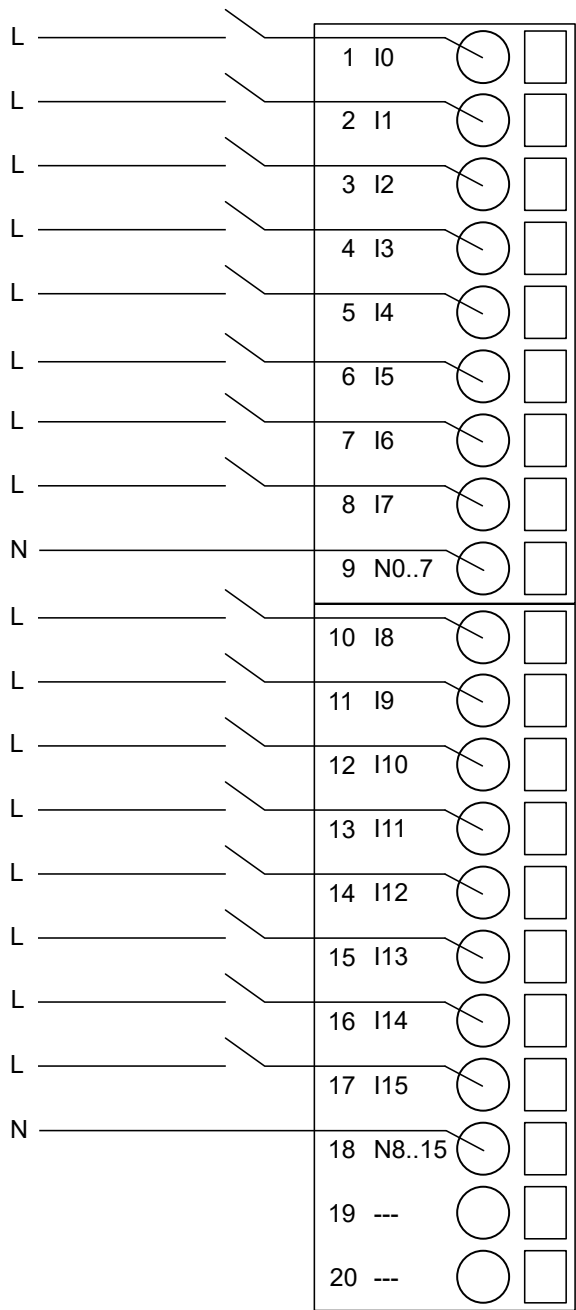 L
1 I0
L
2 I1
L
3 I2
L
4 I3
L
5 I4
L
6 I5
L
7 I6
L
8 I7
N
9 N0..7
L
10 I8
L
11 I9
L
12 I10
L
13 I11
L
14 I12
L
15 I13
L
16 I14
L
17 I15
N
18 N8..15
19 ---
20 ---